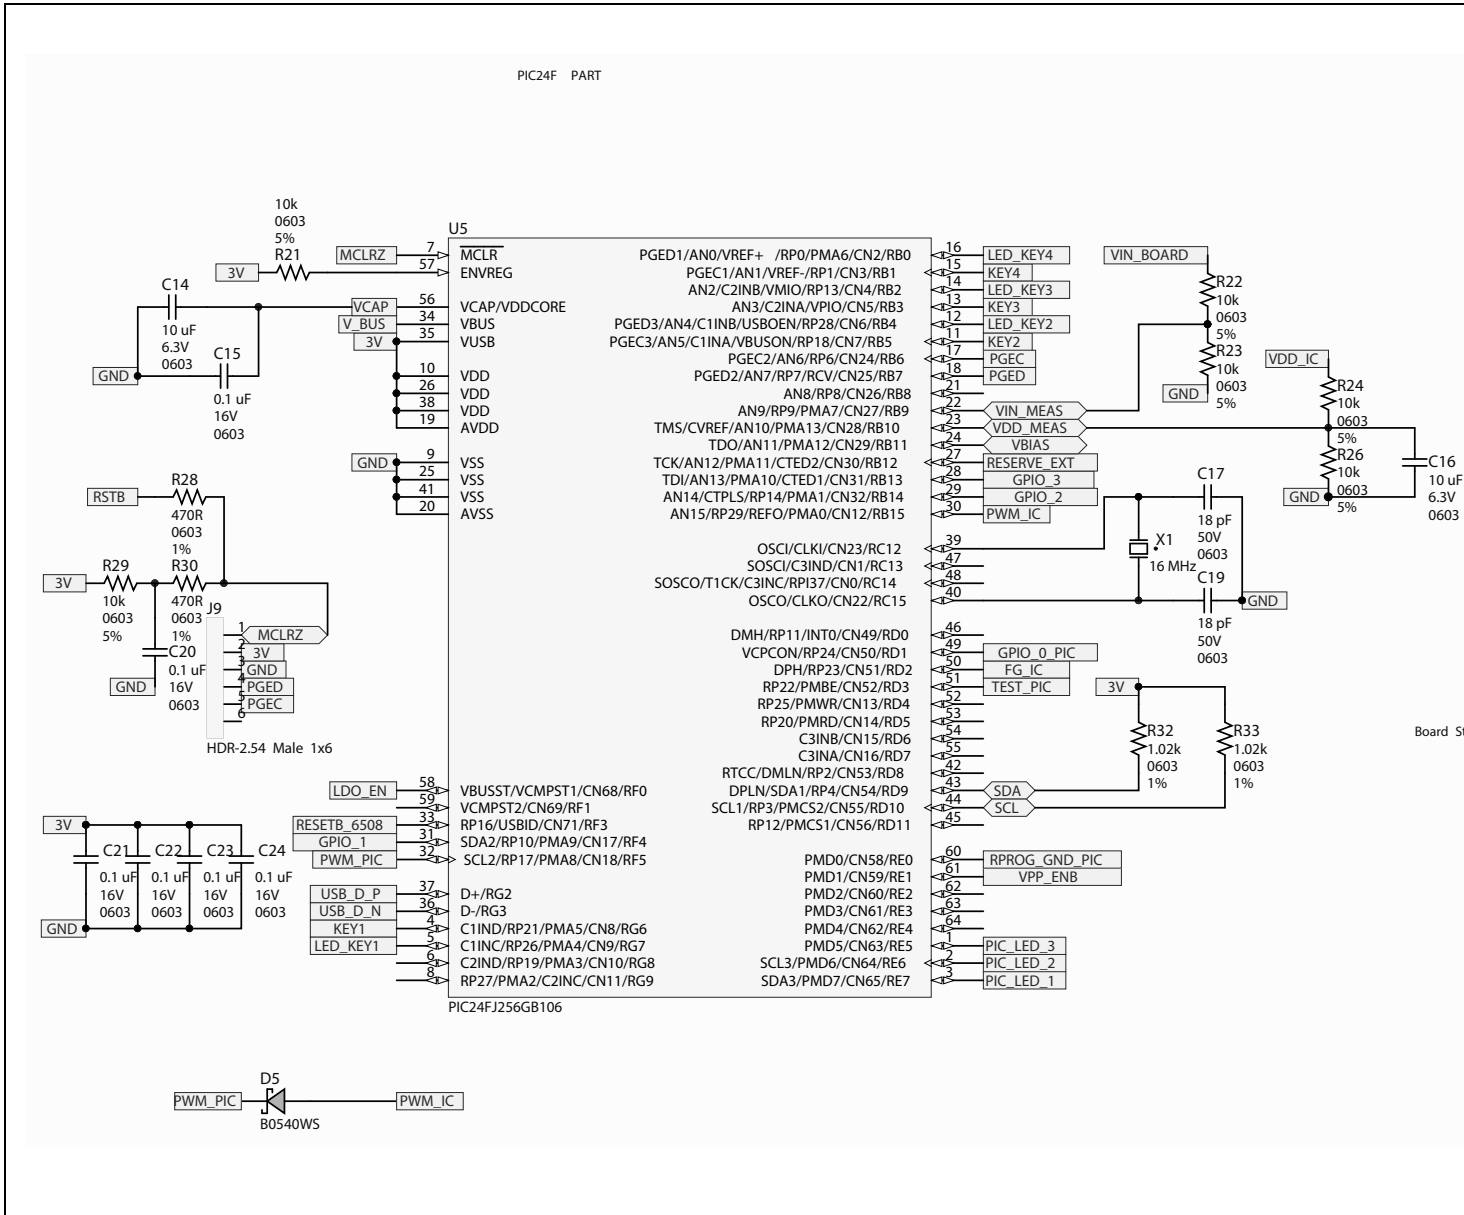 PIC24F PART
10k
0603
5%
R21
3V
U5
MCLRZ
7
MCLR
57
ENVREG
C14
10 uF
6.3V
0603
C15
0.1 uF
16V
0603
GND
VCAP
56
VCAP/VDDCORE
V_BUS
34
VBUS
3V
35
VUSB
10
VDD
26
VDD
38
VDD
19
AVDD
GND
9
VSS
25
VSS
41
VSS
20
AVSS
RSTB
R28
470R
0603
1%
3V
R29
10k
0603
5%
R30
470R
0603
1%
C20
0.1 uF
16V
0603
GND
J9
1
MCLRZ
2
3V
3
GND
4
PGED
5
PGEC
6
HDR-2.54 Male 1x6
LDO_EN
58
VBUSST/VCMPST1/CN68/RF0
59
VCMPST2/CN69/RF1
RESETB_6508
33
RP16/USBID/CN71/RF3
GPIO_1
31
SDA2/RP10/PMA9/CN17/RF4
PWM_PIC
32
SCL2/RP17/PMA8/CN18/RF5
USB_D_P
37
D+/RG2
USB_D_N
36
D-/RG3
KEY1
4
C1IND/RP21/PMA5/CN8/RG6
LED_KEY1
5
C1INC/RP26/PMA4/CN9/RG7
6
C2IND/RP19/PMA3/CN10/RG8
8
RP27/PMA2/C2INC/CN11/RG9
PIC24FJ256GB106
3V
C21
0.1 uF
16V
0603
C22
0.1 uF
16V
0603
C23
0.1 uF
16V
0603
C24
0.1 uF
16V
0603
GND
PGED1/AN0/VREF+ /RP0/PMA6/CN2/RB0
16
LED_KEY4
PGEC1/AN1/VREF-/RP1/CN3/RB1
15
KEY4
AN2/C2INB/VMIO/RP13/CN4/RB2
14
LED_KEY3
AN3/C2INA/VPIO/CN5/RB3
13
KEY3
PGED3/AN4/C1INB/USBOEN/RP28/CN6/RB4
12
LED_KEY2
PGEC3/AN5/C1INA/VBUSON/RP18/CN7/RB5
11
KEY2
PGEC2/AN6/RP6/CN24/RB6
17
PGEC
PGED2/AN7/RP7/RCV/CN25/RB7
18
PGED
AN8/RP8/CN26/RB8
21
AN9/RP9/PMA7/CN27/RB9
22
VIN_MEAS
TMS/CVREF/AN10/PMA13/CN28/RB10
23
VDD_MEAS
TDO/AN11/PMA12/CN29/RB11
24
VBIAS
TCK/AN12/PMA11/CTED2/CN30/RB12
27
RESERVE_EXT
TDI/AN13/PMA10/CTED1/CN31/RB13
28
GPIO_3
AN14/CTPLS/RP14/PMA1/CN32/RB14
29
GPIO_2
AN15/RP29/REFO/PMA0/CN12/RB15
30
PWM_IC
OSCI/CLKI/CN23/RC12
39
SOSCI/C3IND/CN1/RC13
47
SOSCO/T1CK/C3INC/RPI37/CN0/RC14
48
OSCO/CLKO/CN22/RC15
40
DMH/RP11/INT0/CN49/RD0
46
VCPCON/RP24/CN50/RD1
49
GPIO_0_PIC
DPH/RP23/CN51/RD2
50
FG_IC
RP22/PMBE/CN52/RD3
51
TEST_PIC
RP25/PMWR/CN13/RD4
52
RP20/PMRD/CN14/RD5
53
C3INB/CN15/RD6
54
C3INA/CN16/RD7
55
RTCC/DMLN/RP2/CN53/RD8
42
DPLN/SDA1/RP4/CN54/RD9
43
SDA
SCL1/RP3/PMCS2/CN55/RD10
44
SCL
RP12/PMCS1/CN56/RD11
45
PMD0/CN58/RE0
60
RPROG_GND_PIC
PMD1/CN59/RE1
61
VPP_ENB
PMD2/CN60/RE2
62
PMD3/CN61/RE3
63
PMD4/CN62/RE4
64
PMD5/CN63/RE5
1
PIC_LED_3
SCL3/PMD6/CN64/RE6
2
PIC_LED_2
SDA3/PMD7/CN65/RE7
3
PIC_LED_1
VIN_BOARD
R22
10k
0603
5%
R23
10k
0603
5%
GND
VDD_IC
R24
10k
0603
5%
R26
10k
0603
5%
GND
C16
10 uF
6.3V
0603
C17
18 pF
50V
0603
X1
16 MHz
C19
18 pF
50V
0603
GND
3V
R32
1.02k
0603
1%
R33
1.02k
0603
1%
Board St
PWM_PIC
D5
B0540WS
PWM_IC